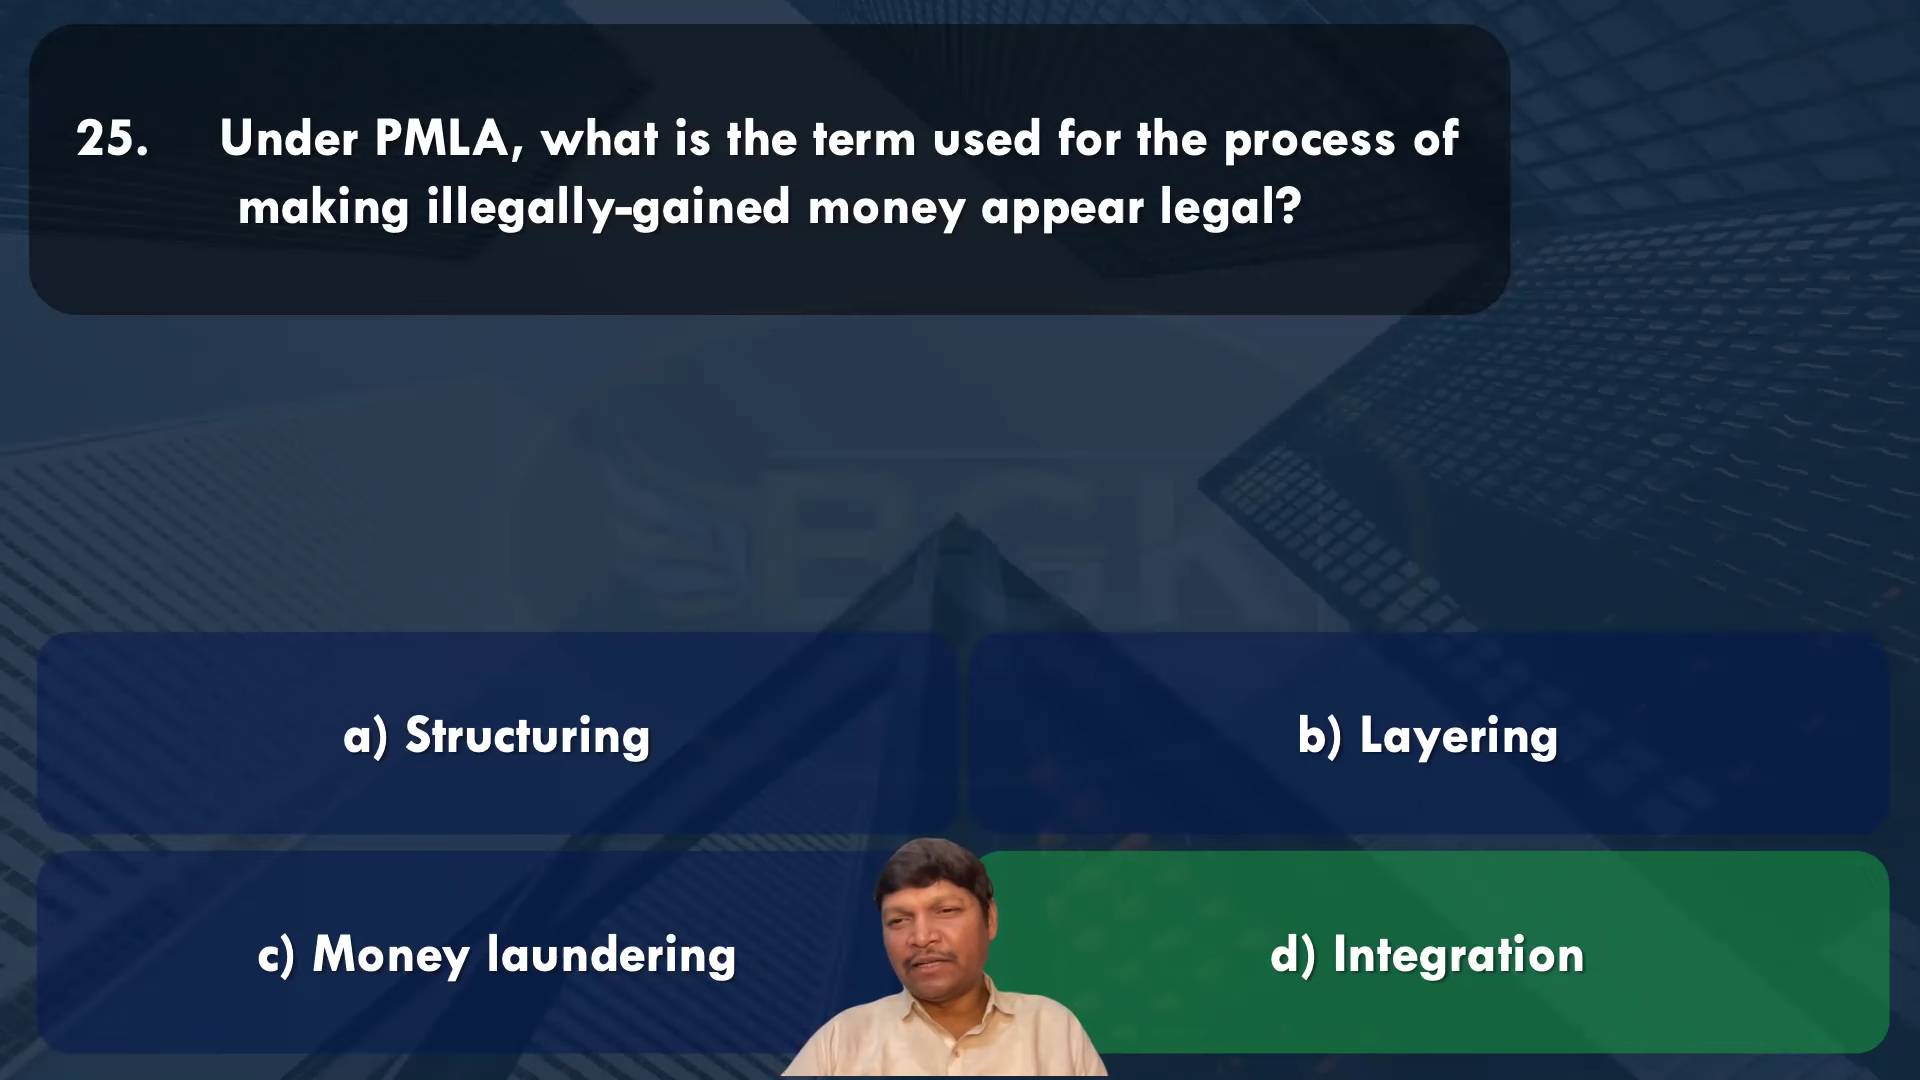 25. Under PMLA, what is the term used for the process of
making illegally-gained money appear legal?
BGK
a) Structuring
b) Layering
c) Money laundering
d) Integration